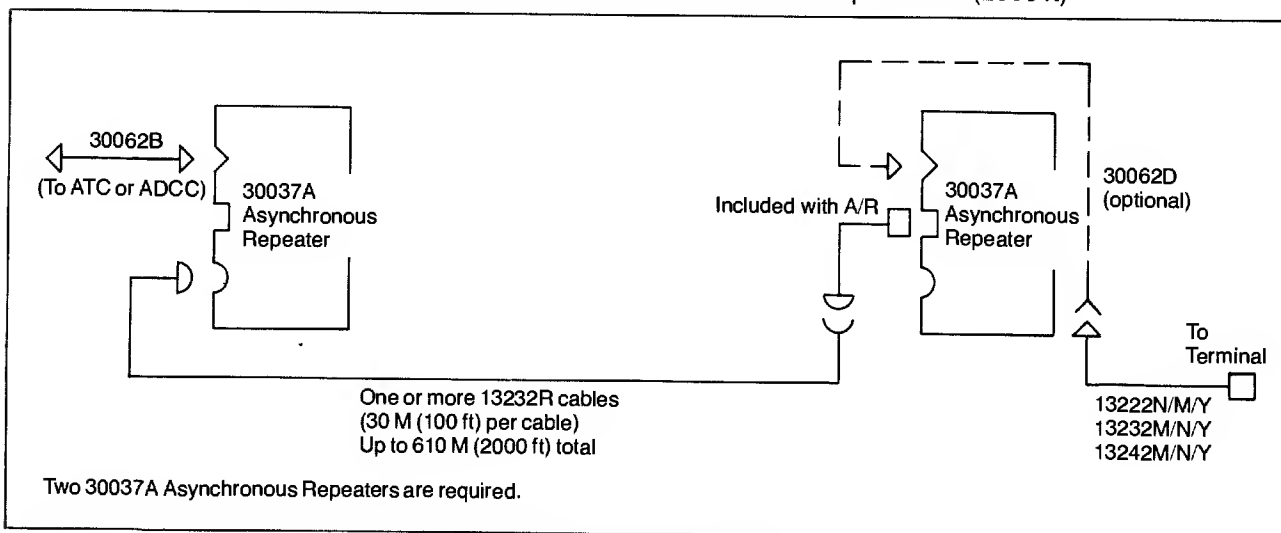 30062B
(To ATC or ADCC)
30037A
Asynchronous
Repeater
Included with A/R
30037A
Asynchronous
Repeater
30062D
(optional)
To
Terminal
13222N/M/Y
13232M/N/Y
13242M/N/Y
One or more 13232R cables
(30 M (100 ft) per cable)
Up to 610 M (2000 ft) total
Two 30037A Asynchronous Repeaters are required.